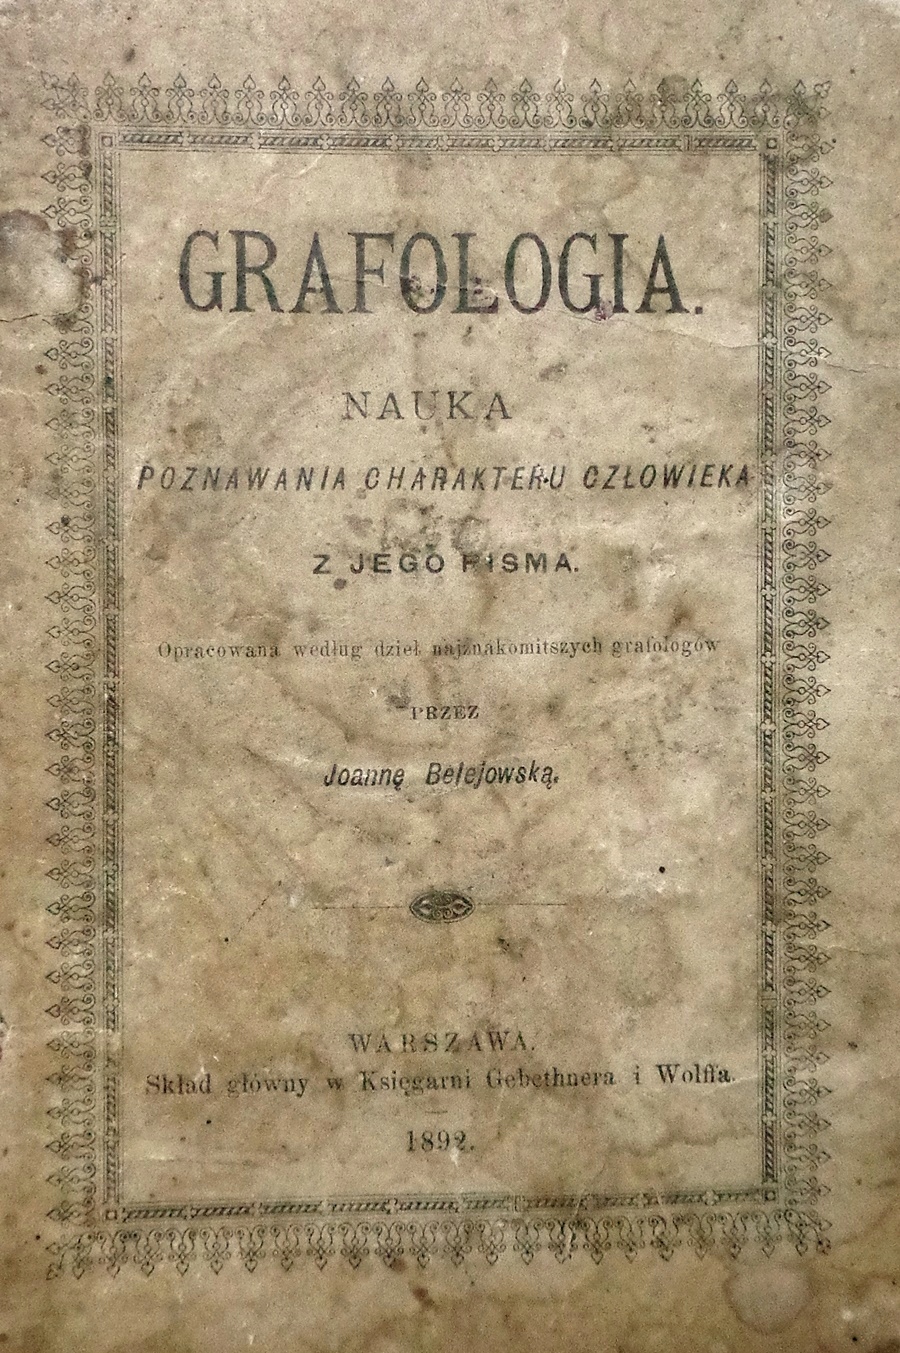 GRAFOLOGIA.
NAUKA
POZNAWANIA CHARAKTERU CZŁOWIEKA
Z JEGO PISMA.
Opracowana według dzieł najznakomitszych grafologów
PRZEZ
Joannę Belejowską.
WARSZAWA.
Skład główny w Księgarni Gebethnera i Wolffa.
1892.